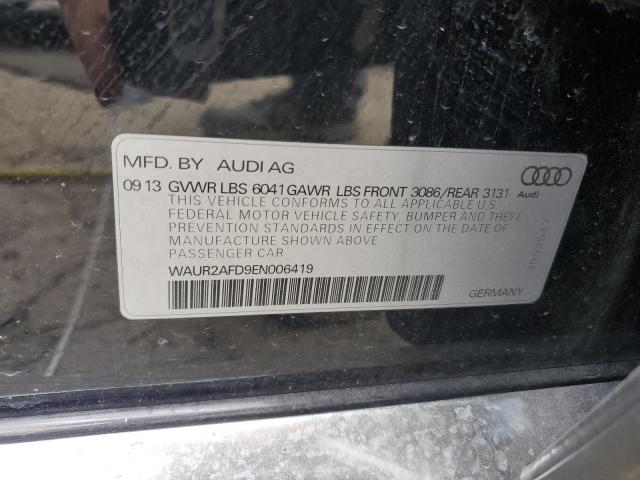 MFD. BY AUDI AG
09 13 GVWR LBS 6041 GAWR LBS FRONT 3086/REAR 3131
Audi
THIS VEHICLE CONFORMS TO ALL APPLICABLE U.S.
FEDERAL MOTOR VEHICLE SAFETY, BUMPER AND THEFT
PREVENTION STANDARDS IN EFFECT ON THE DATE OF
MANUFACTURE SHOWN ABOVE
PASSENGER CAR
WAUR2AFD9EN006419
GERMANY